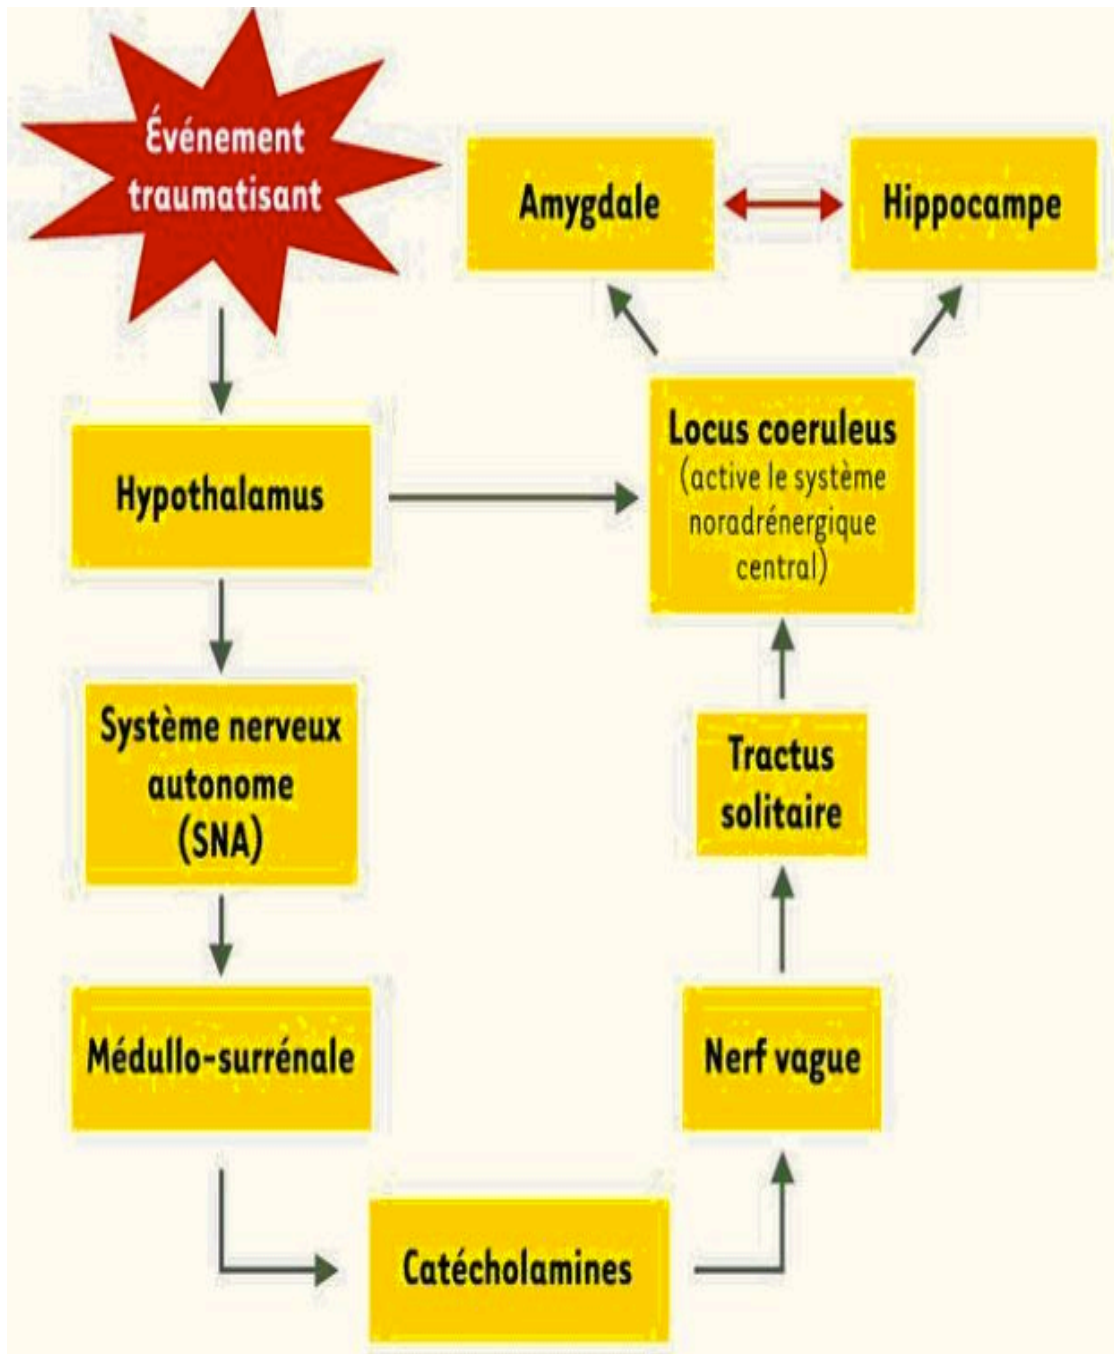 Événement
traumatisant
Amygdale
Hippocampe
Hypothalamus
Locus coeruleus
(active le système
noradrénergique
central)
Système nerveux
autonome
(SNA)
Tractus
solitaire
Médullo-surrénale
Nerf vague
Catécholamines